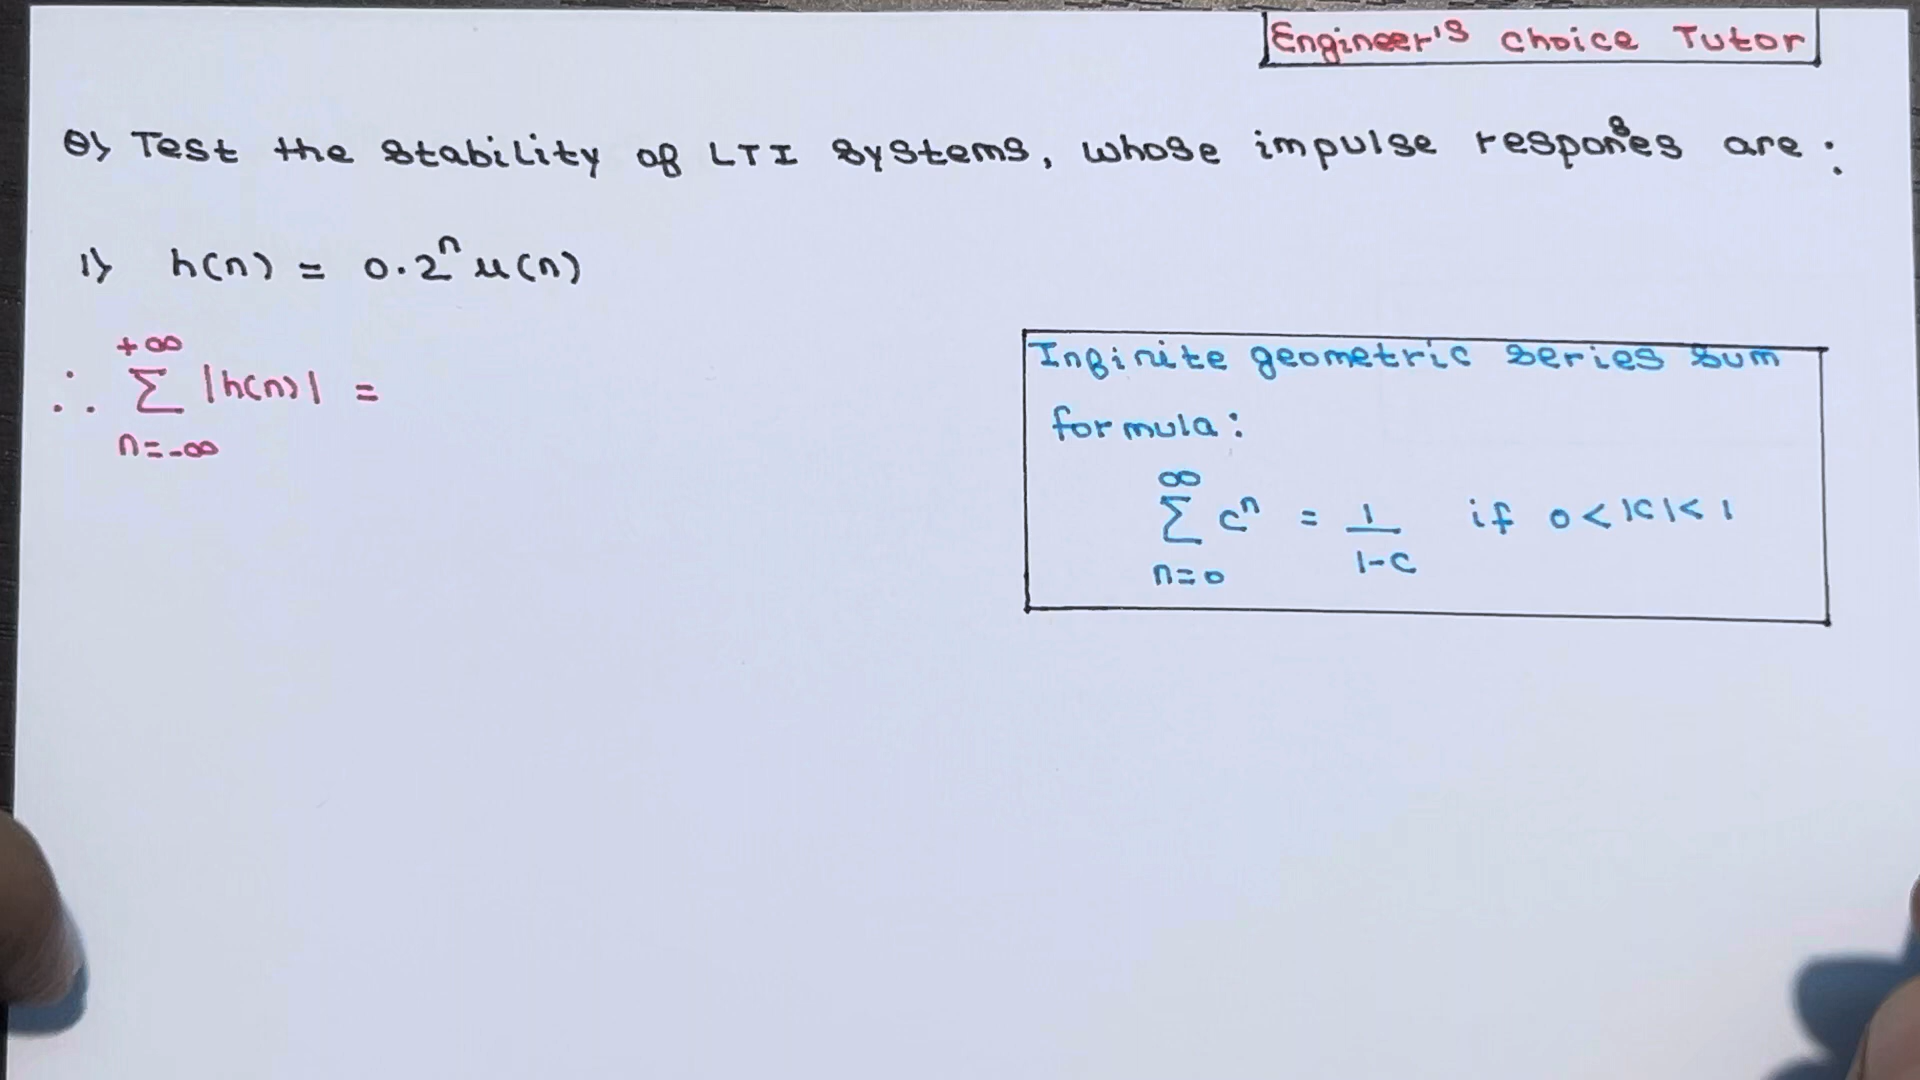 Engineer's choice Tutor
Q) Test the stability of LTI systems, whose impulse responses are :
1) h(n) = 0.2ⁿ u(n)
∴ +∞ Σ n=-∞ |h(n)| =
Infinite geometric series sum
formula:
∞ Σ n=0 cⁿ = 1/1-c if 0<|c|<1